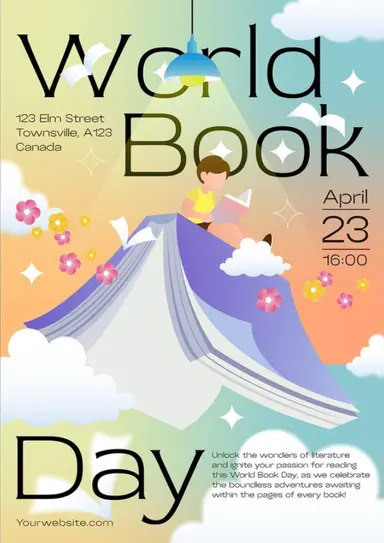 World
123 Elm Street
Townsville, A123
Canada
Book
April
23
16:00
Day
Unlock the wonders of literature
and ignite your passion for reading
this World Book Day, as we celebrate
the boundless adventures awaiting
within the pages of every book!
Yourwebsite.com